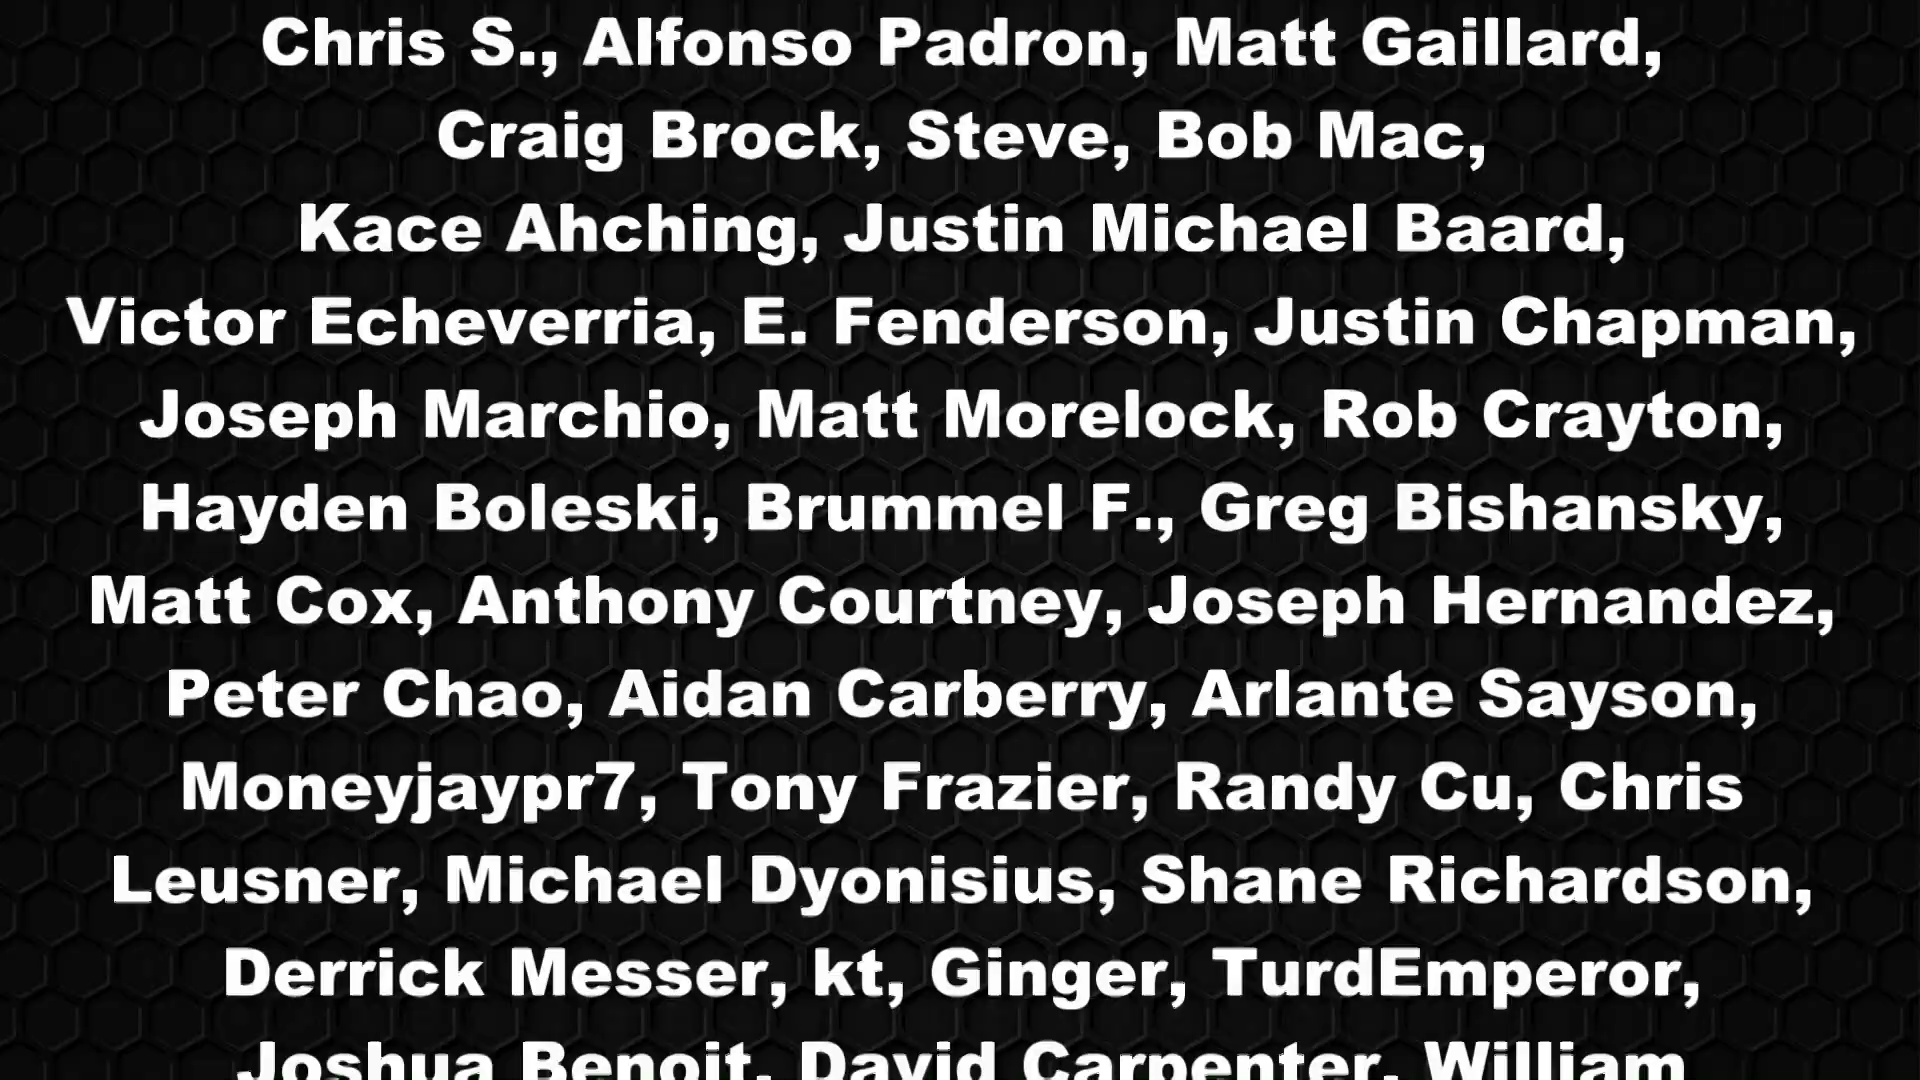 Chris S., Alfonso Padron, Matt Gaillard,
Craig Brock, Steve, Bob Mac,
Kace Ahching, Justin Michael Baard,
Victor Echeverria, E. Fenderson, Justin Chapman,
Joseph Marchio, Matt Morelock, Rob Crayton,
Hayden Boleski, Brummel F., Greg Bishansky,
Matt Cox, Anthony Courtney, Joseph Hernandez,
Peter Chao, Aidan Carberry, Arlante Sayson,
Moneyjaypr7, Tony Frazier, Randy Cu, Chris
Leusner, Michael Dyonisius, Shane Richardson,
Derrick Messer, kt, Ginger, TurdEmperor,
Joshua Benoit, David Carpenter, William